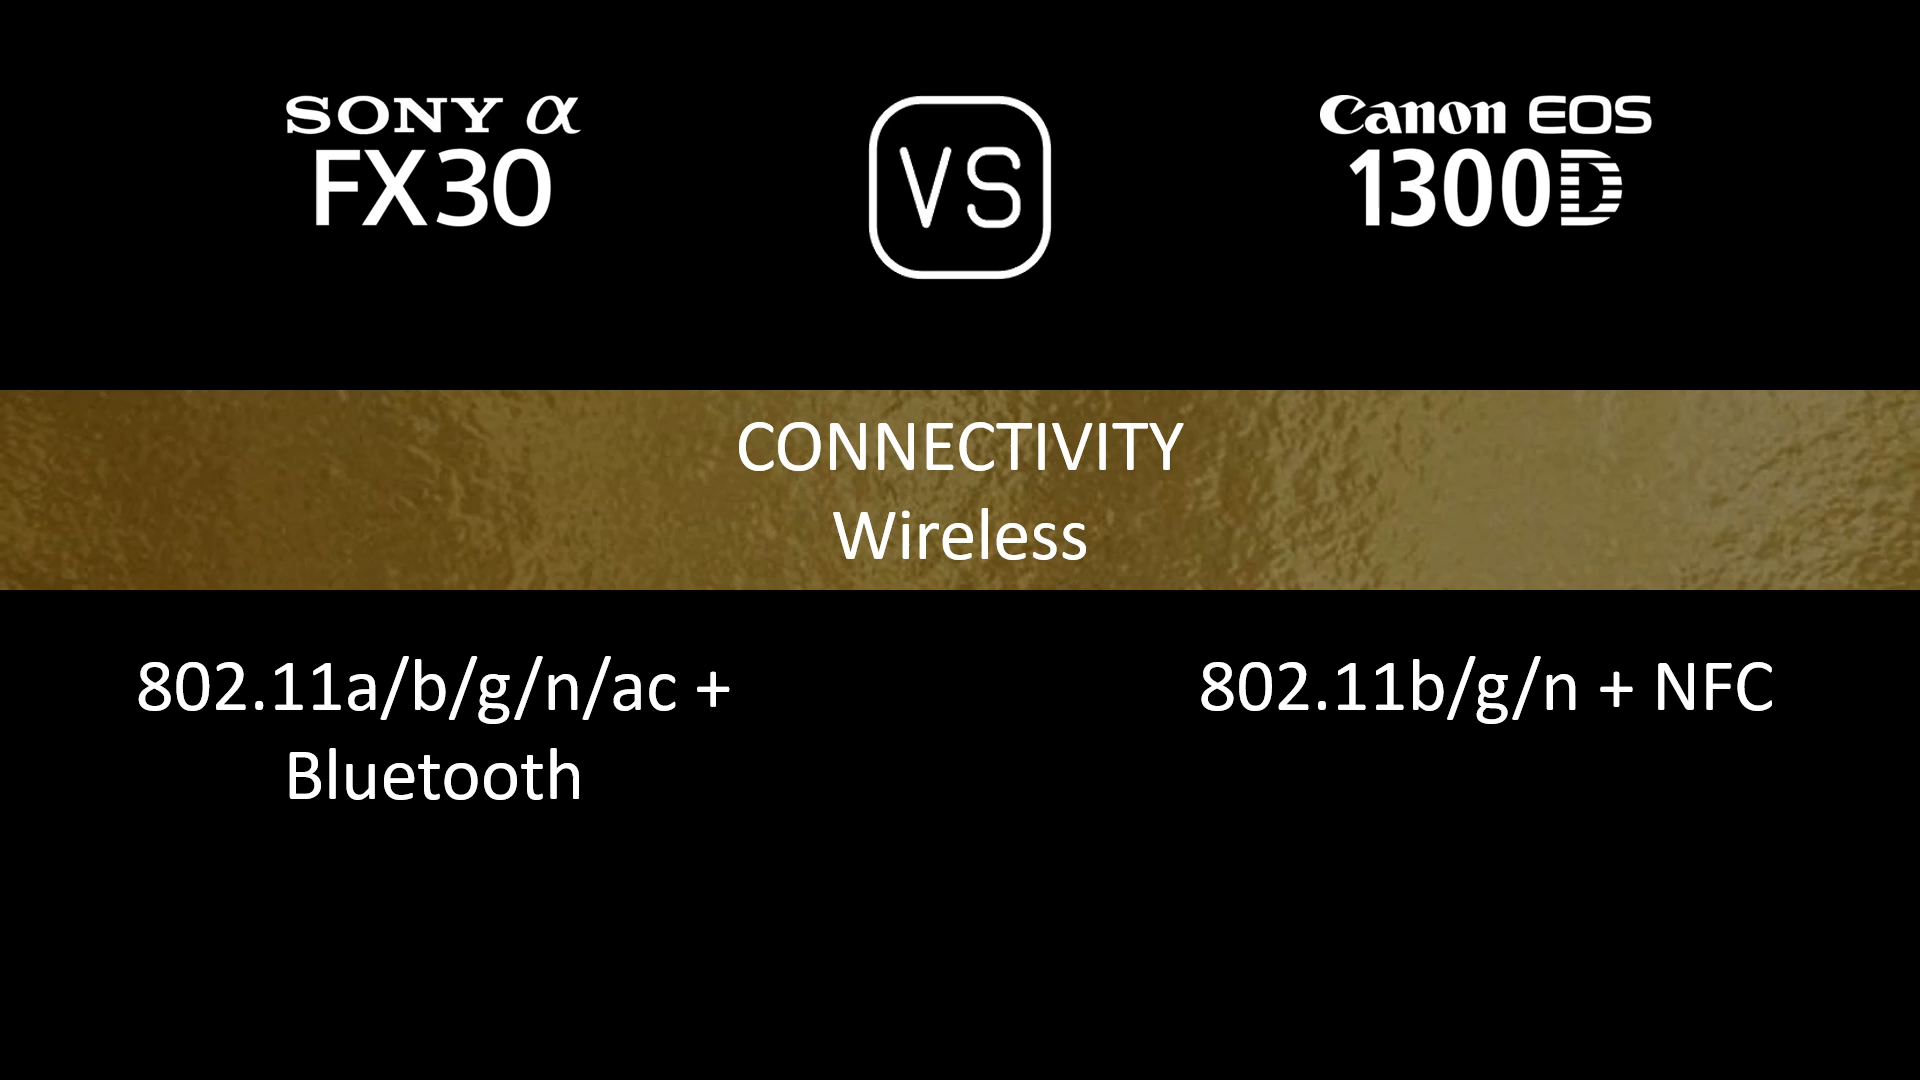 SONY α
FX30
VS
Canon EOS
1300D
CONNECTIVITY
Wireless
802.11a/b/g/n/ac +
Bluetooth
802.11b/g/n + NFC